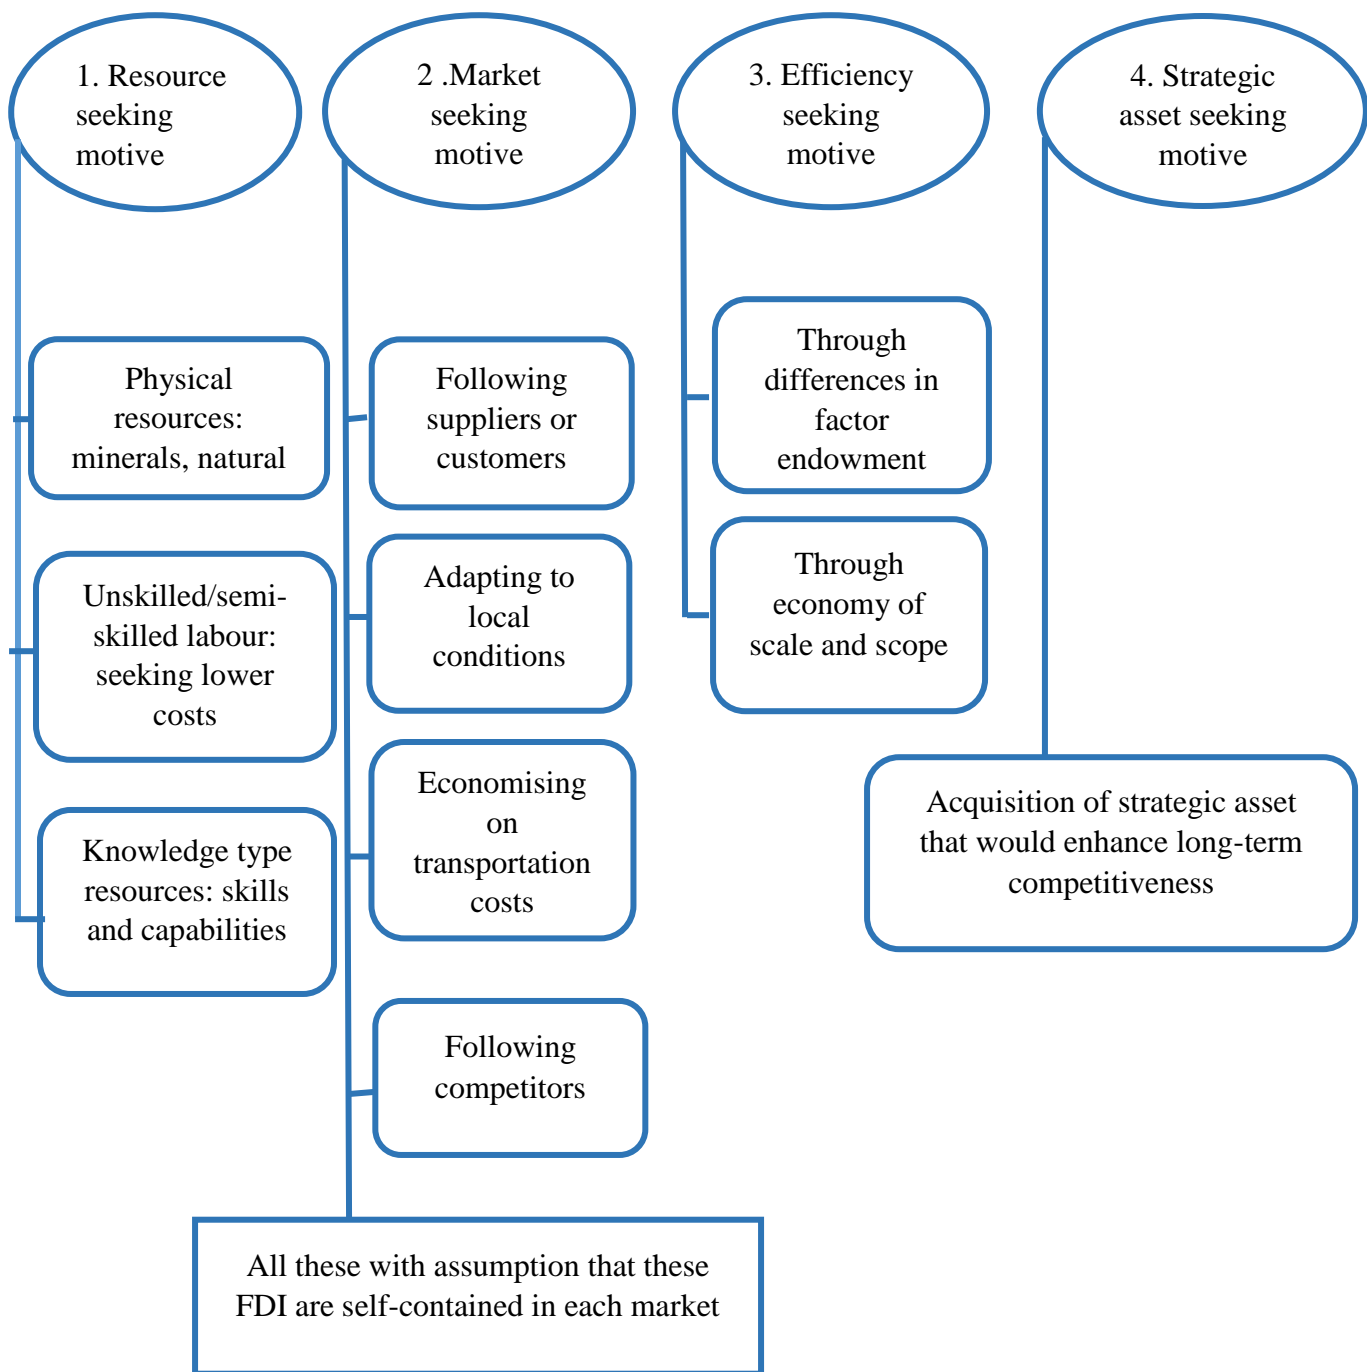 1. Resource
seeking
motive
Physical
resources:
minerals, natural
Unskilled/semi-
skilled labour:
seeking lower
costs
Knowledge type
resources: skills
and capabilities
2 .Market
seeking
motive
Following
suppliers or
customers
Adapting to
local
conditions
Economising
on
transportation
costs
Following
competitors
All these with assumption that these
FDI are self-contained in each market
3. Efficiency
seeking
motive
Through
differences in
factor
endowment
Through
economy of
scale and scope
4. Strategic
asset seeking
motive
Acquisition of strategic asset
that would enhance long-term
competitiveness